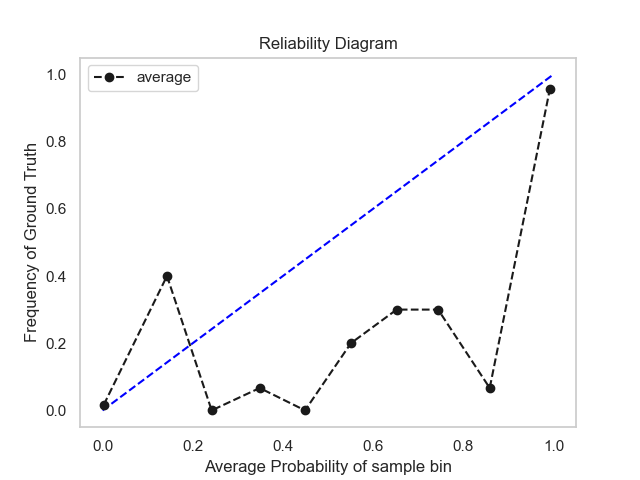 Reliability Diagram
average
1.0
0.8
0.6
0.4
0.2
0.0
Frequency of Ground Truth
0.0 0.2 0.4 0.6 0.8 1.0
Average Probability of sample bin